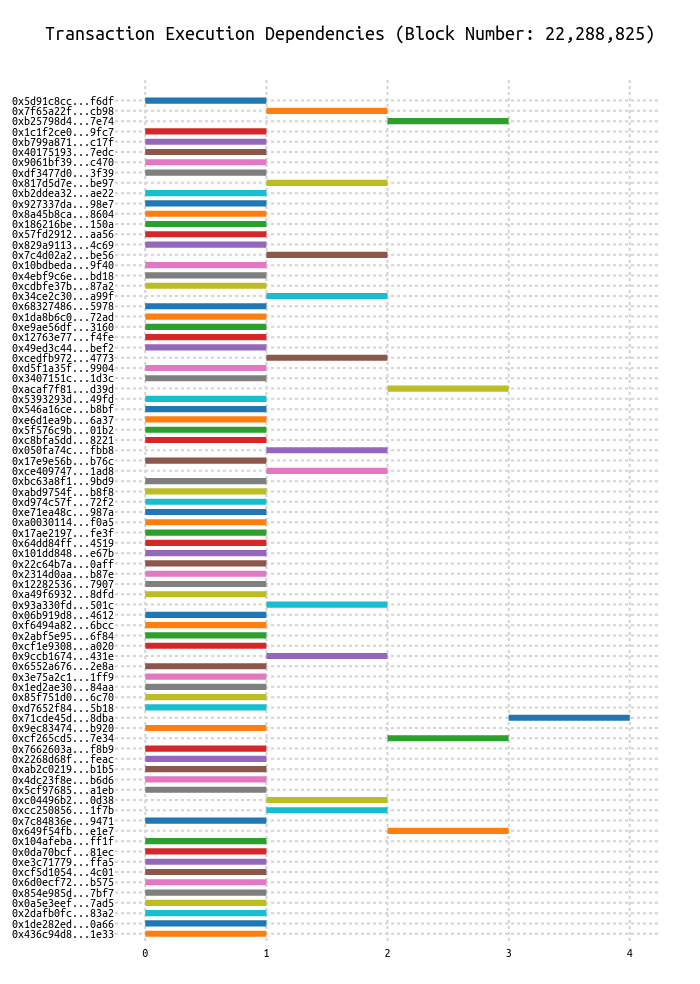 Transaction Execution Dependencies (Block Number: 22,288,825)
0x5d91c8cc...f6df
0x7f65a22f...cb98
0xb25798d4...7e74
0x1c1f2ce0...9fc7
0xb799a871...c17f
0x40175193...7edc
0x9061bf39...c470
0xdf3477d0...3f39
0x817d5d7e...be97
0xb2ddea32...ae22
0x927337da...98e7
0x8a45b8ca...8604
0x186216be...150a
0x57fd2912...aa56
0x829a9113...4c69
0x7c4d02a2...be56
0x10bdbeda...9f40
0x4ebf9c6e...bd18
0xcdbfe37b...87a2
0x34ce2c30...a99f
0x68327486...5978
0x1da8b6c0...72ad
0xe9ae56df...3160
0x12763e77...f4fe
0x49ed3c44...bef2
0xcedfb972...4773
0xd5f1a35f...9904
0x3407151c...1d3c
0xacaf7f81...d39d
0x5393293d...49fd
0x546a16ce...b8bf
0xe6d1ea9b...6a37
0x5f576c9b...01b2
0xc8bfa5dd...8221
0x050fa74c...fbb8
0x17e9e56b...b76c
0xce409747...1ad8
0xbc63a8f1...9bd9
0xabd9754f...b8f8
0xd974c57f...72f2
0xe71ea48c...987a
0xa0030114...f0a5
0x17ae2197...fe3f
0x64dd84ff...4519
0x101dd848...e67b
0x22c64b7a...0aff
0x2314d0aa...b87e
0x12282536...7907
0xa49f6932...8dfd
0x93a330fd...501c
0x06b919d8...4612
0xf6494a82...6bcc
0x2abf5e95...6f84
0xcf1e9308...a020
0x9ccb1674...431e
0x6552a676...2e8a
0x3e75a2c1...1ff9
0x1ed2ae30...84aa
0x85f751d0...6c70
0xd7652f84...5b18
0x71cde45d...8dba
0x9ec83474...b920
0xcf265cd5...7e34
0x7662603a...f8b9
0x2268d68f...feac
0xab2c0219...b1b5
0x4dc23f8e...b6d6
0x5cf97685...a1eb
0xc04496b2...0d38
0xcc250856...1f7b
0x7c84836e...9471
0x649f54fb...e1e7
0x104afeba...ff1f
0x0da70bcf...81ec
0xe3c71779...ffa5
0xcf5d1054...4c01
0x6d0ecf72...b575
0x854e985d...7bf7
0x0a5e3eef...7ad5
0x2dafb0fc...83a2
0x1de282ed...0a66
0x436c94d8...1e33
0 1 2 3 4